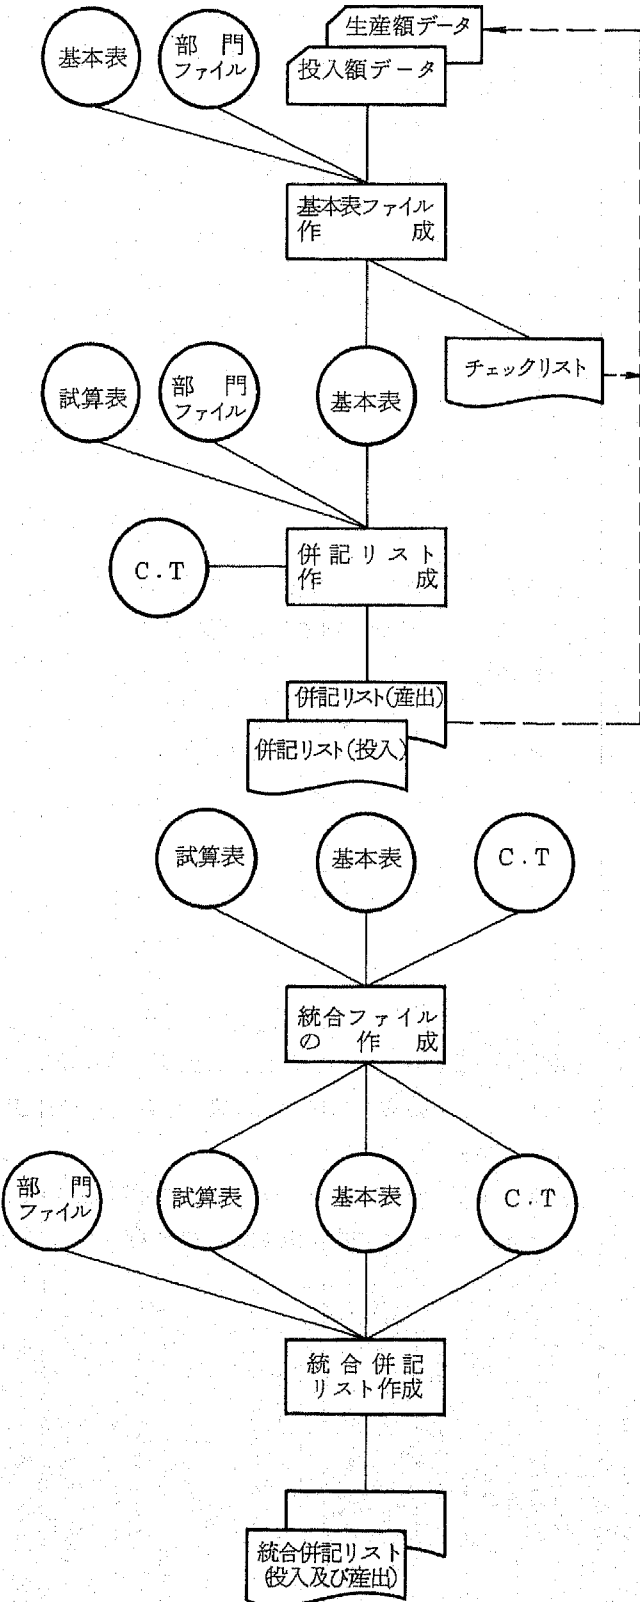 生産額データ
基本表
部門
ファイル
投入額データ
基本表ファイル
作成
チェックリスト
試算表
部門
ファイル
基本表
C.T
併記リスト
作成
併記リスト(産出)
併記リスト(投入)
試算表
基本表
C.T
統合ファイル
の作成
部門
ファイル
試算表
基本表
C.T
統合併記
リスト作成
統合併記リスト
(投入及び産出)